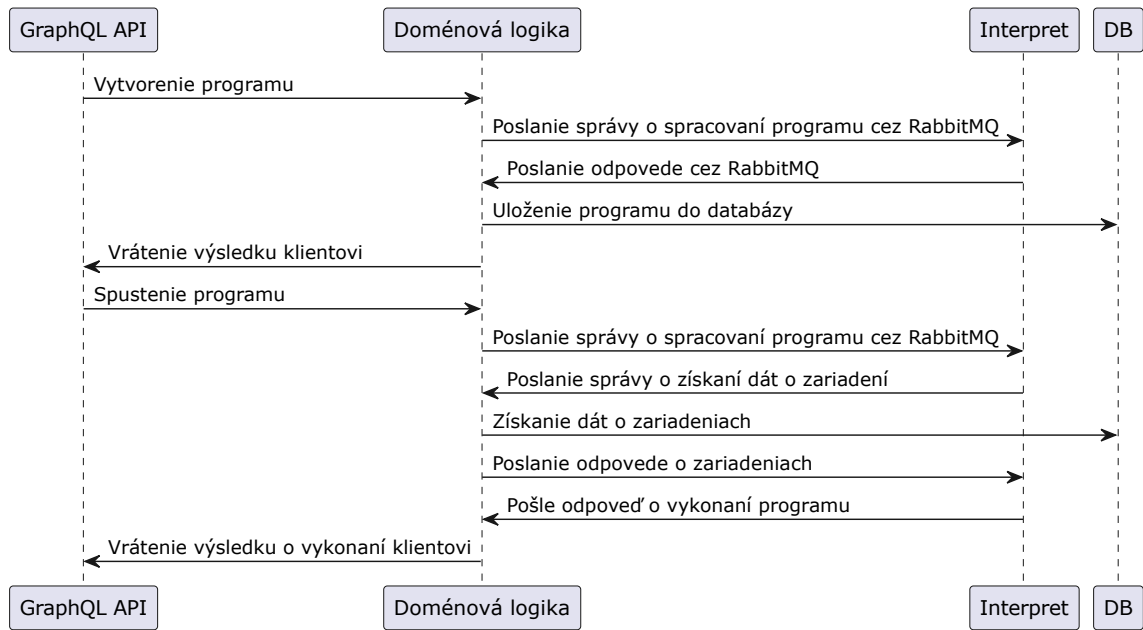 GraphQL API Doménová logika Interpret DB
Vytvorenie programu
Poslanie správy o spracovaní programu cez RabbitMQ
Poslanie odpovede cez RabbitMQ
Uloženie programu do databázy
Vrátenie výsledku klientovi
Spustenie programu
Poslanie správy o spracovaní programu cez RabbitMQ
Poslanie správy o získaní dát o zariadení
Získanie dát o zariadeniach
Poslanie odpovede o zariadeniach
Pošle odpoveď o vykonaní programu
Vrátenie výsledku o vykonaní klientovi
GraphQL API Doménová logika Interpret DB